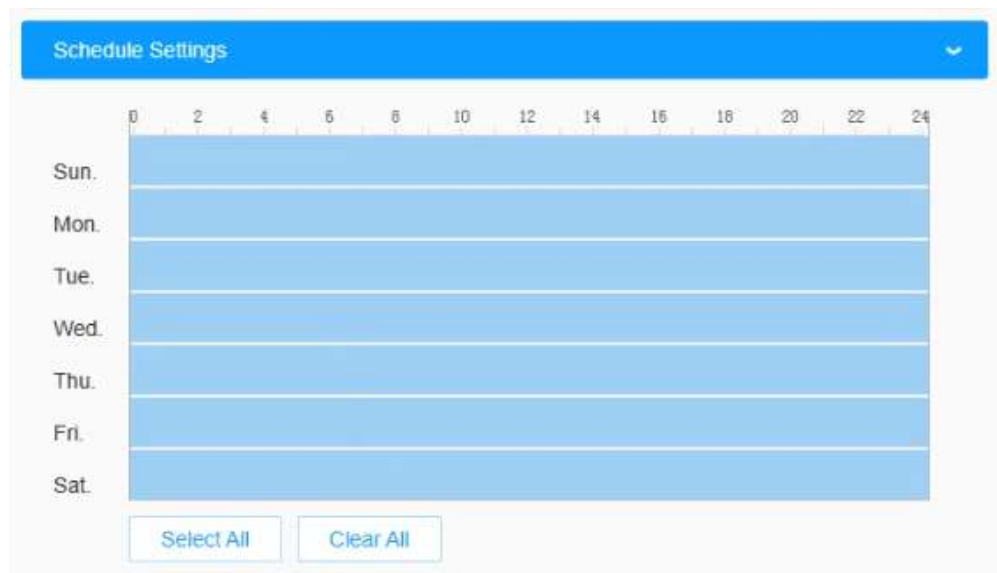 Schedule Settings
0 2 4 6 8 10 12 14 16 18 20 22 24
Sun.
Mon.
Tue.
Wed.
Thu.
Fri.
Sat.
Select All Clear All